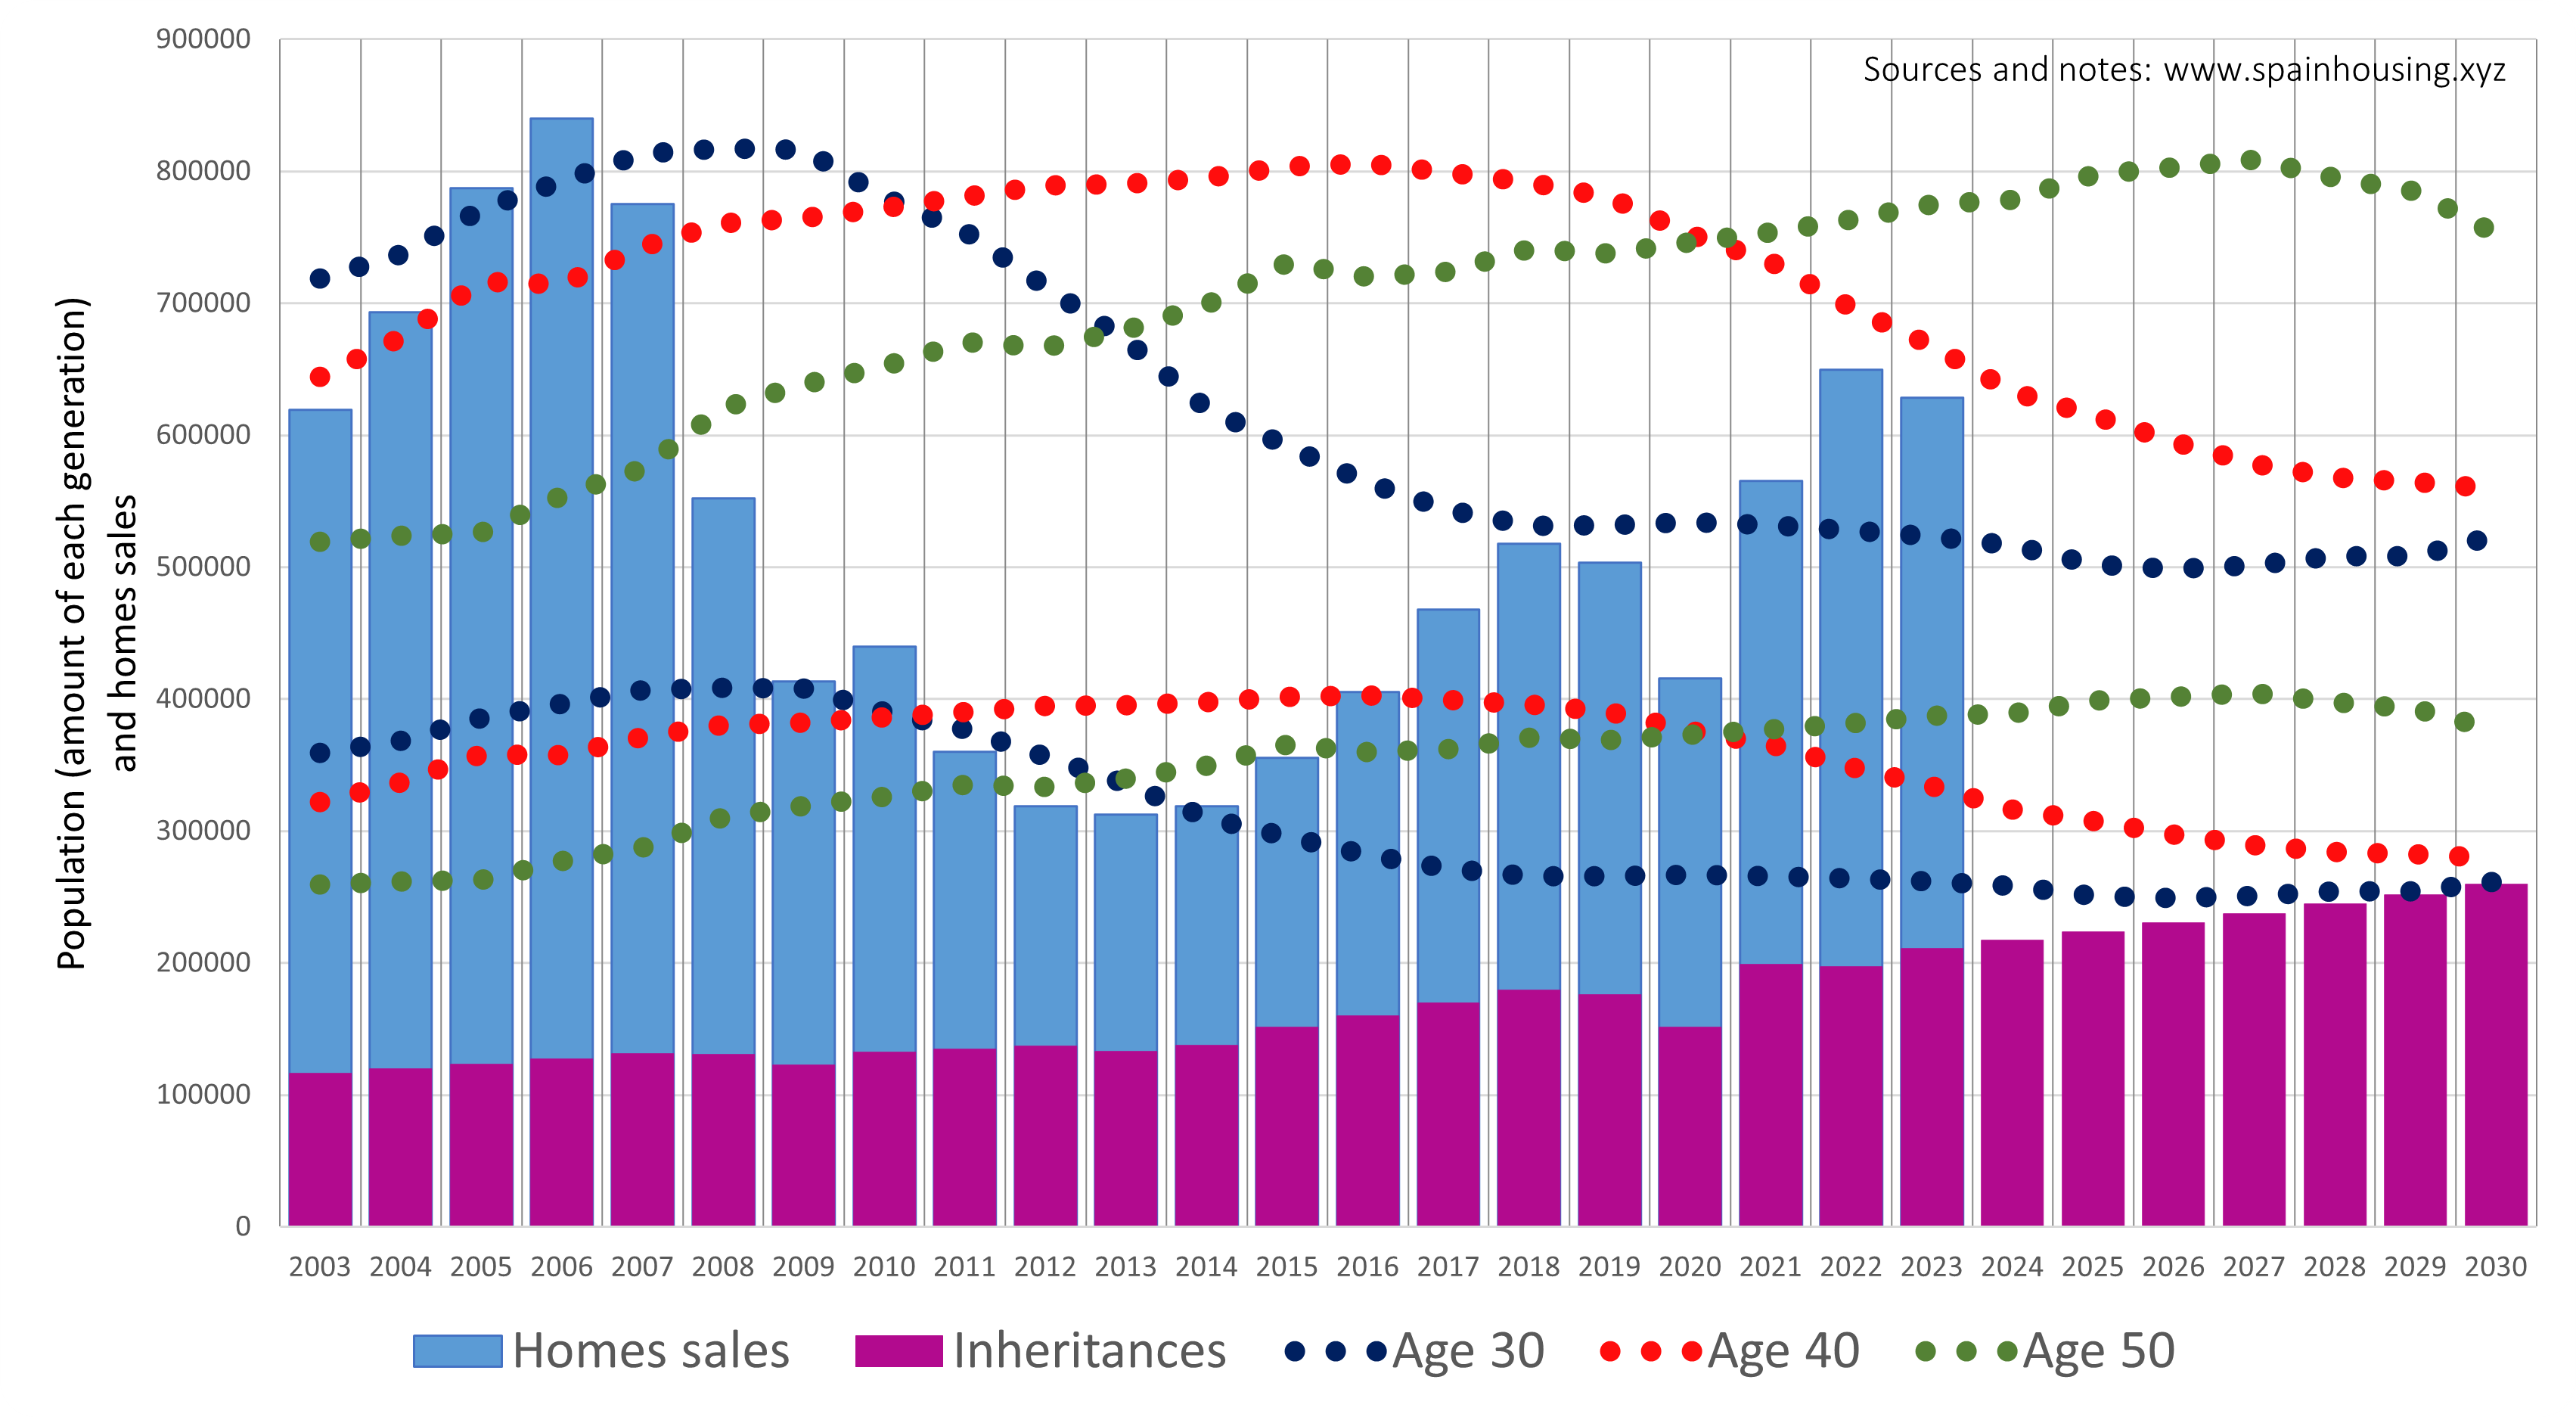 Sources and notes: www.spainhousing.xyz
Population (amount of each generation)
and homes sales
900000
800000
700000
600000
500000
400000
300000
200000
100000
0
2003 2004 2005 2006 2007 2008 2009 2010 2011 2012 2013 2014 2015 2016 2017 2018 2019 2020 2021 2022 2023 2024 2025 2026 2027 2028 2029 2030
Homes sales Inheritances Age 30 Age 40 Age 50